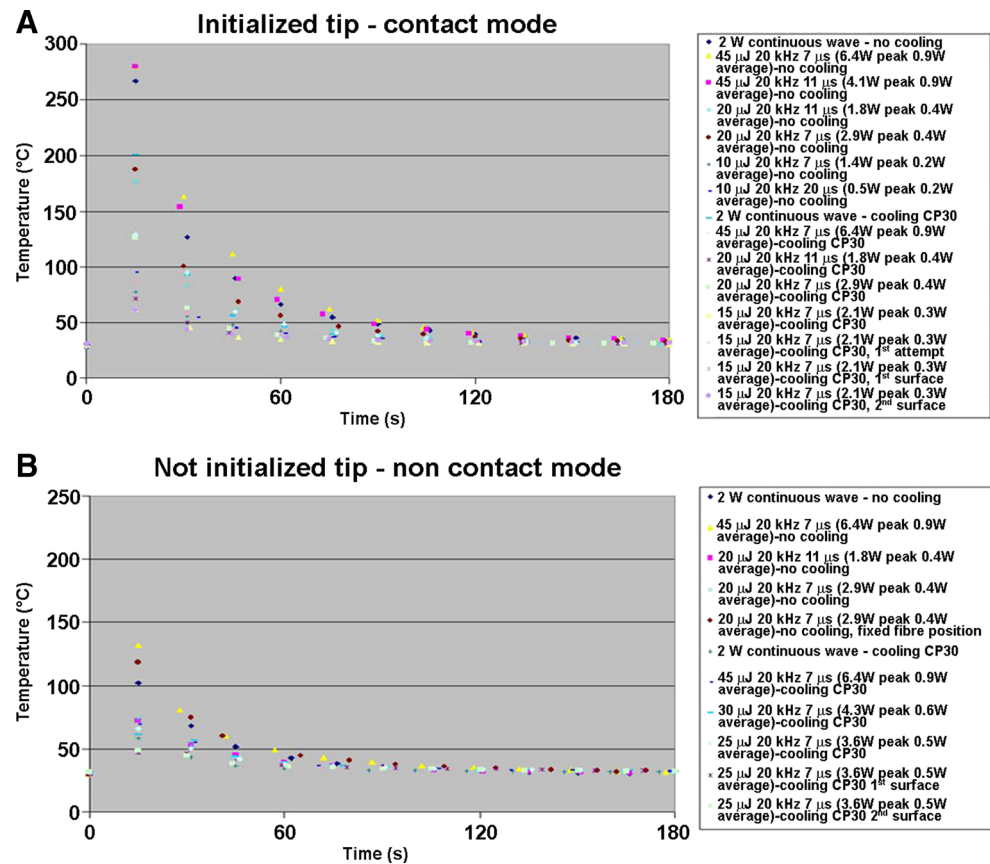 A
Initialized tip - contact mode
Temperature (°C)
300
250
200
150
100
50
0
0
60
120
180
Time (s)
2 W continuous wave - no cooling
45 µJ 20 kHz 7 µs (6.4W peak 0.9W
average)-no cooling
45 µJ 20 kHz 11 µs (4.1W peak 0.9W
average)-no cooling
20 µJ 20 kHz 11 µs (1.8W peak 0.4W
average)-no cooling
20 µJ 20 kHz 7 µs (2.9W peak 0.4W
average)-no cooling
10 µJ 20 kHz 7 µs (1.4W peak 0.2W
average)-no cooling
10 µJ 20 kHz 20 µs (0.5W peak 0.2W
average)-no cooling
2 W continuous wave - cooling CP30
45 µJ 20 kHz 7 µs (6.4W peak 0.9W
average)-cooling CP30
20 µJ 20 kHz 11 µs (1.8W peak 0.4W
average)-cooling CP30
20 µJ 20 kHz 7 µs (2.9W peak 0.4W
average)-cooling CP30
15 µJ 20 kHz 7 µs (2.1W peak 0.3W
average)-cooling CP30
15 µJ 20 kHz 7 µs (2.1W peak 0.3W
average)-cooling CP30, 1st attempt
15 µJ 20 kHz 7 µs (2.1W peak 0.3W
average)-cooling CP30, 1st surface
15 µJ 20 kHz 7 µs (2.1W peak 0.3W
average)-cooling CP30, 2nd surface
B
Not initialized tip - non contact mode
Temperature (°C)
250
200
150
100
50
0
0
60
120
180
Time (s)
2 W continuous wave - no cooling
45 µJ 20 kHz 7 µs (6.4W peak 0.9W
average)-no cooling
20 µJ 20 kHz 11 µs (1.8W peak 0.4W
average)-no cooling
20 µJ 20 kHz 7 µs (2.9W peak 0.4W
average)-no cooling
20 µJ 20 kHz 7 µs (2.9W peak 0.4W
average)-no cooling, fixed fibre position
2 W continuous wave - cooling CP30
45 µJ 20 kHz 7 µs (6.4W peak 0.9W
average)-cooling CP30
30 µJ 20 kHz 7 µs (4.3W peak 0.6W
average)-cooling CP30
25 µJ 20 kHz 7 µs (3.6W peak 0.5W
average)-cooling CP30
25 µJ 20 kHz 7 µs (3.6W peak 0.5W
average)-cooling CP30 1st surface
25 µJ 20 kHz 7 µs (3.6W peak 0.5W
average)-cooling CP30 2nd surface